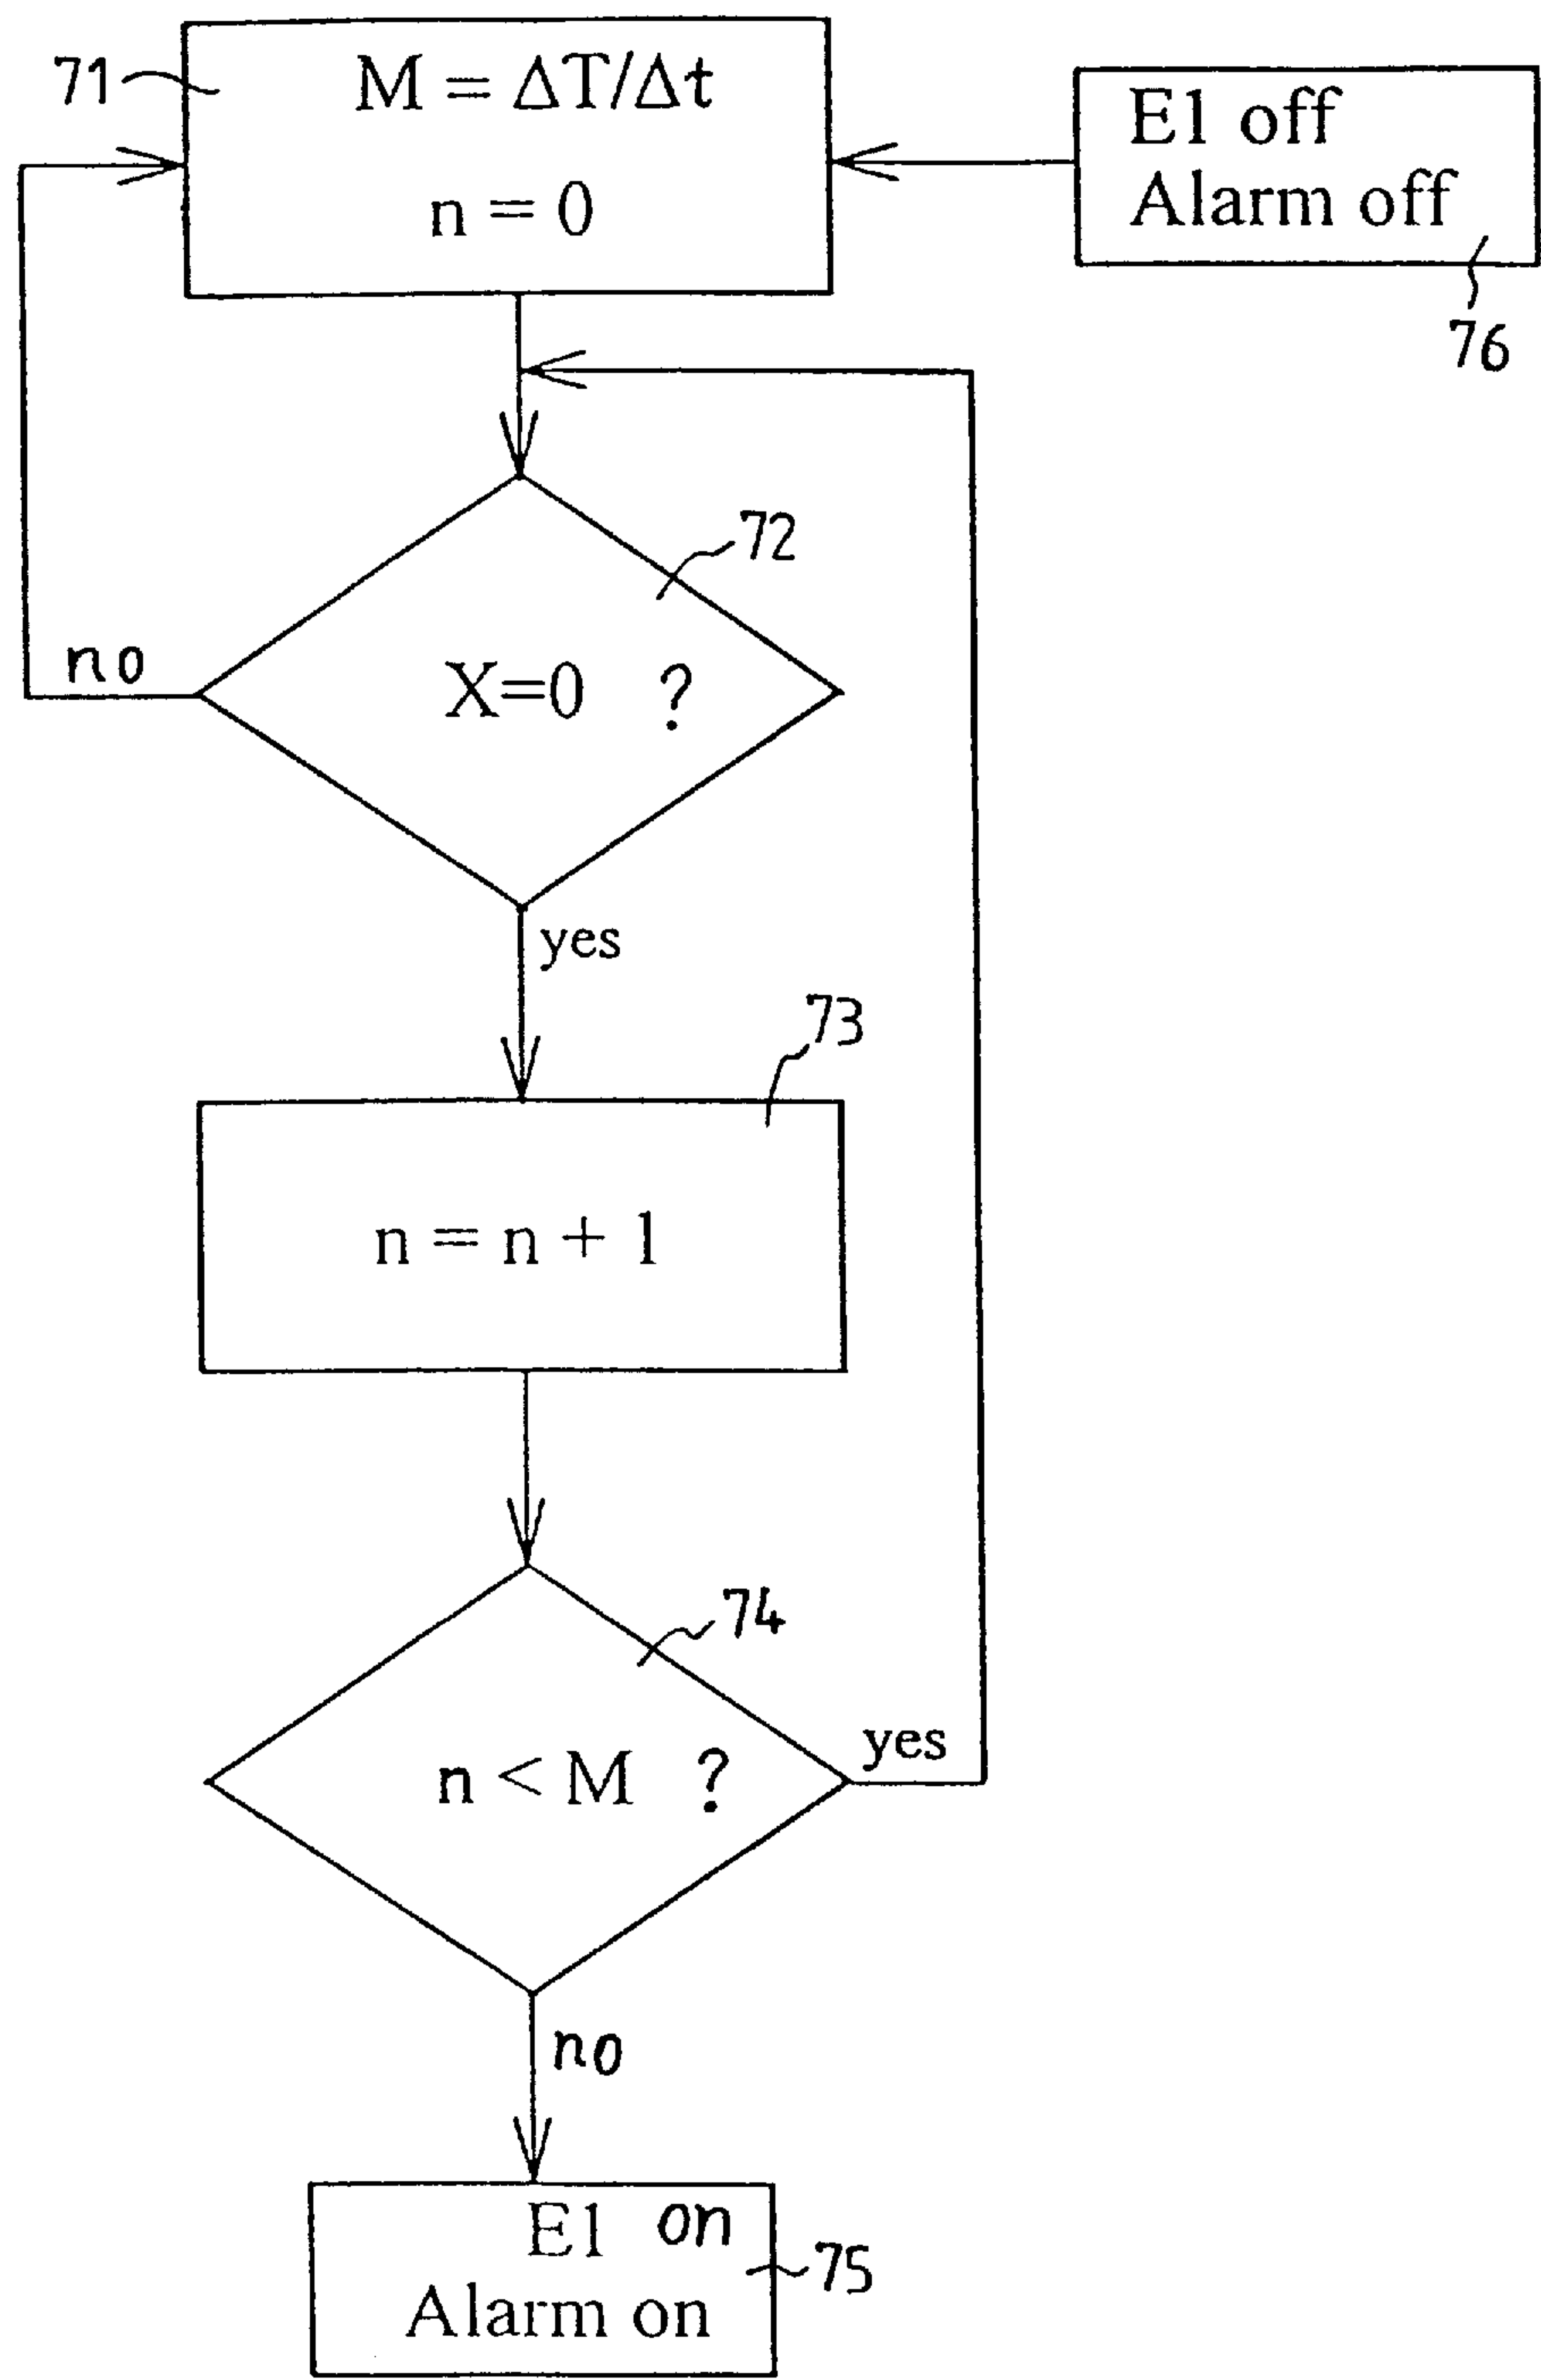 71
M = ΔT/Δt
n = 0
E1 off
Alarm off
76
72
no
X=0 ?
yes
73
n = n + 1
74
n < M ?
yes
no
E1 on
Alarm on
75